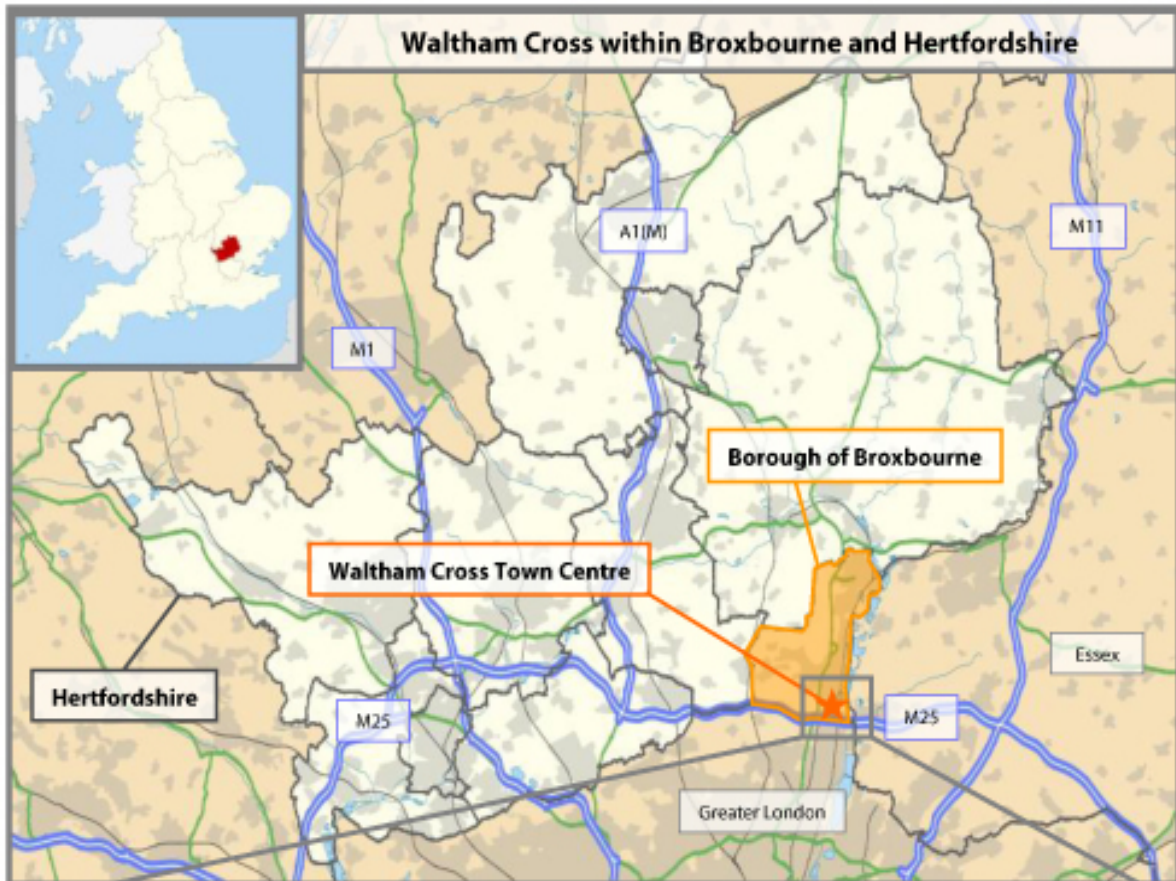 Waltham Cross within Broxbourne and Hertfordshire
A1(M)
M11
M1
Borough of Broxbourne
Waltham Cross Town Centre
Essex
Hertfordshire
M25
M25
Greater London